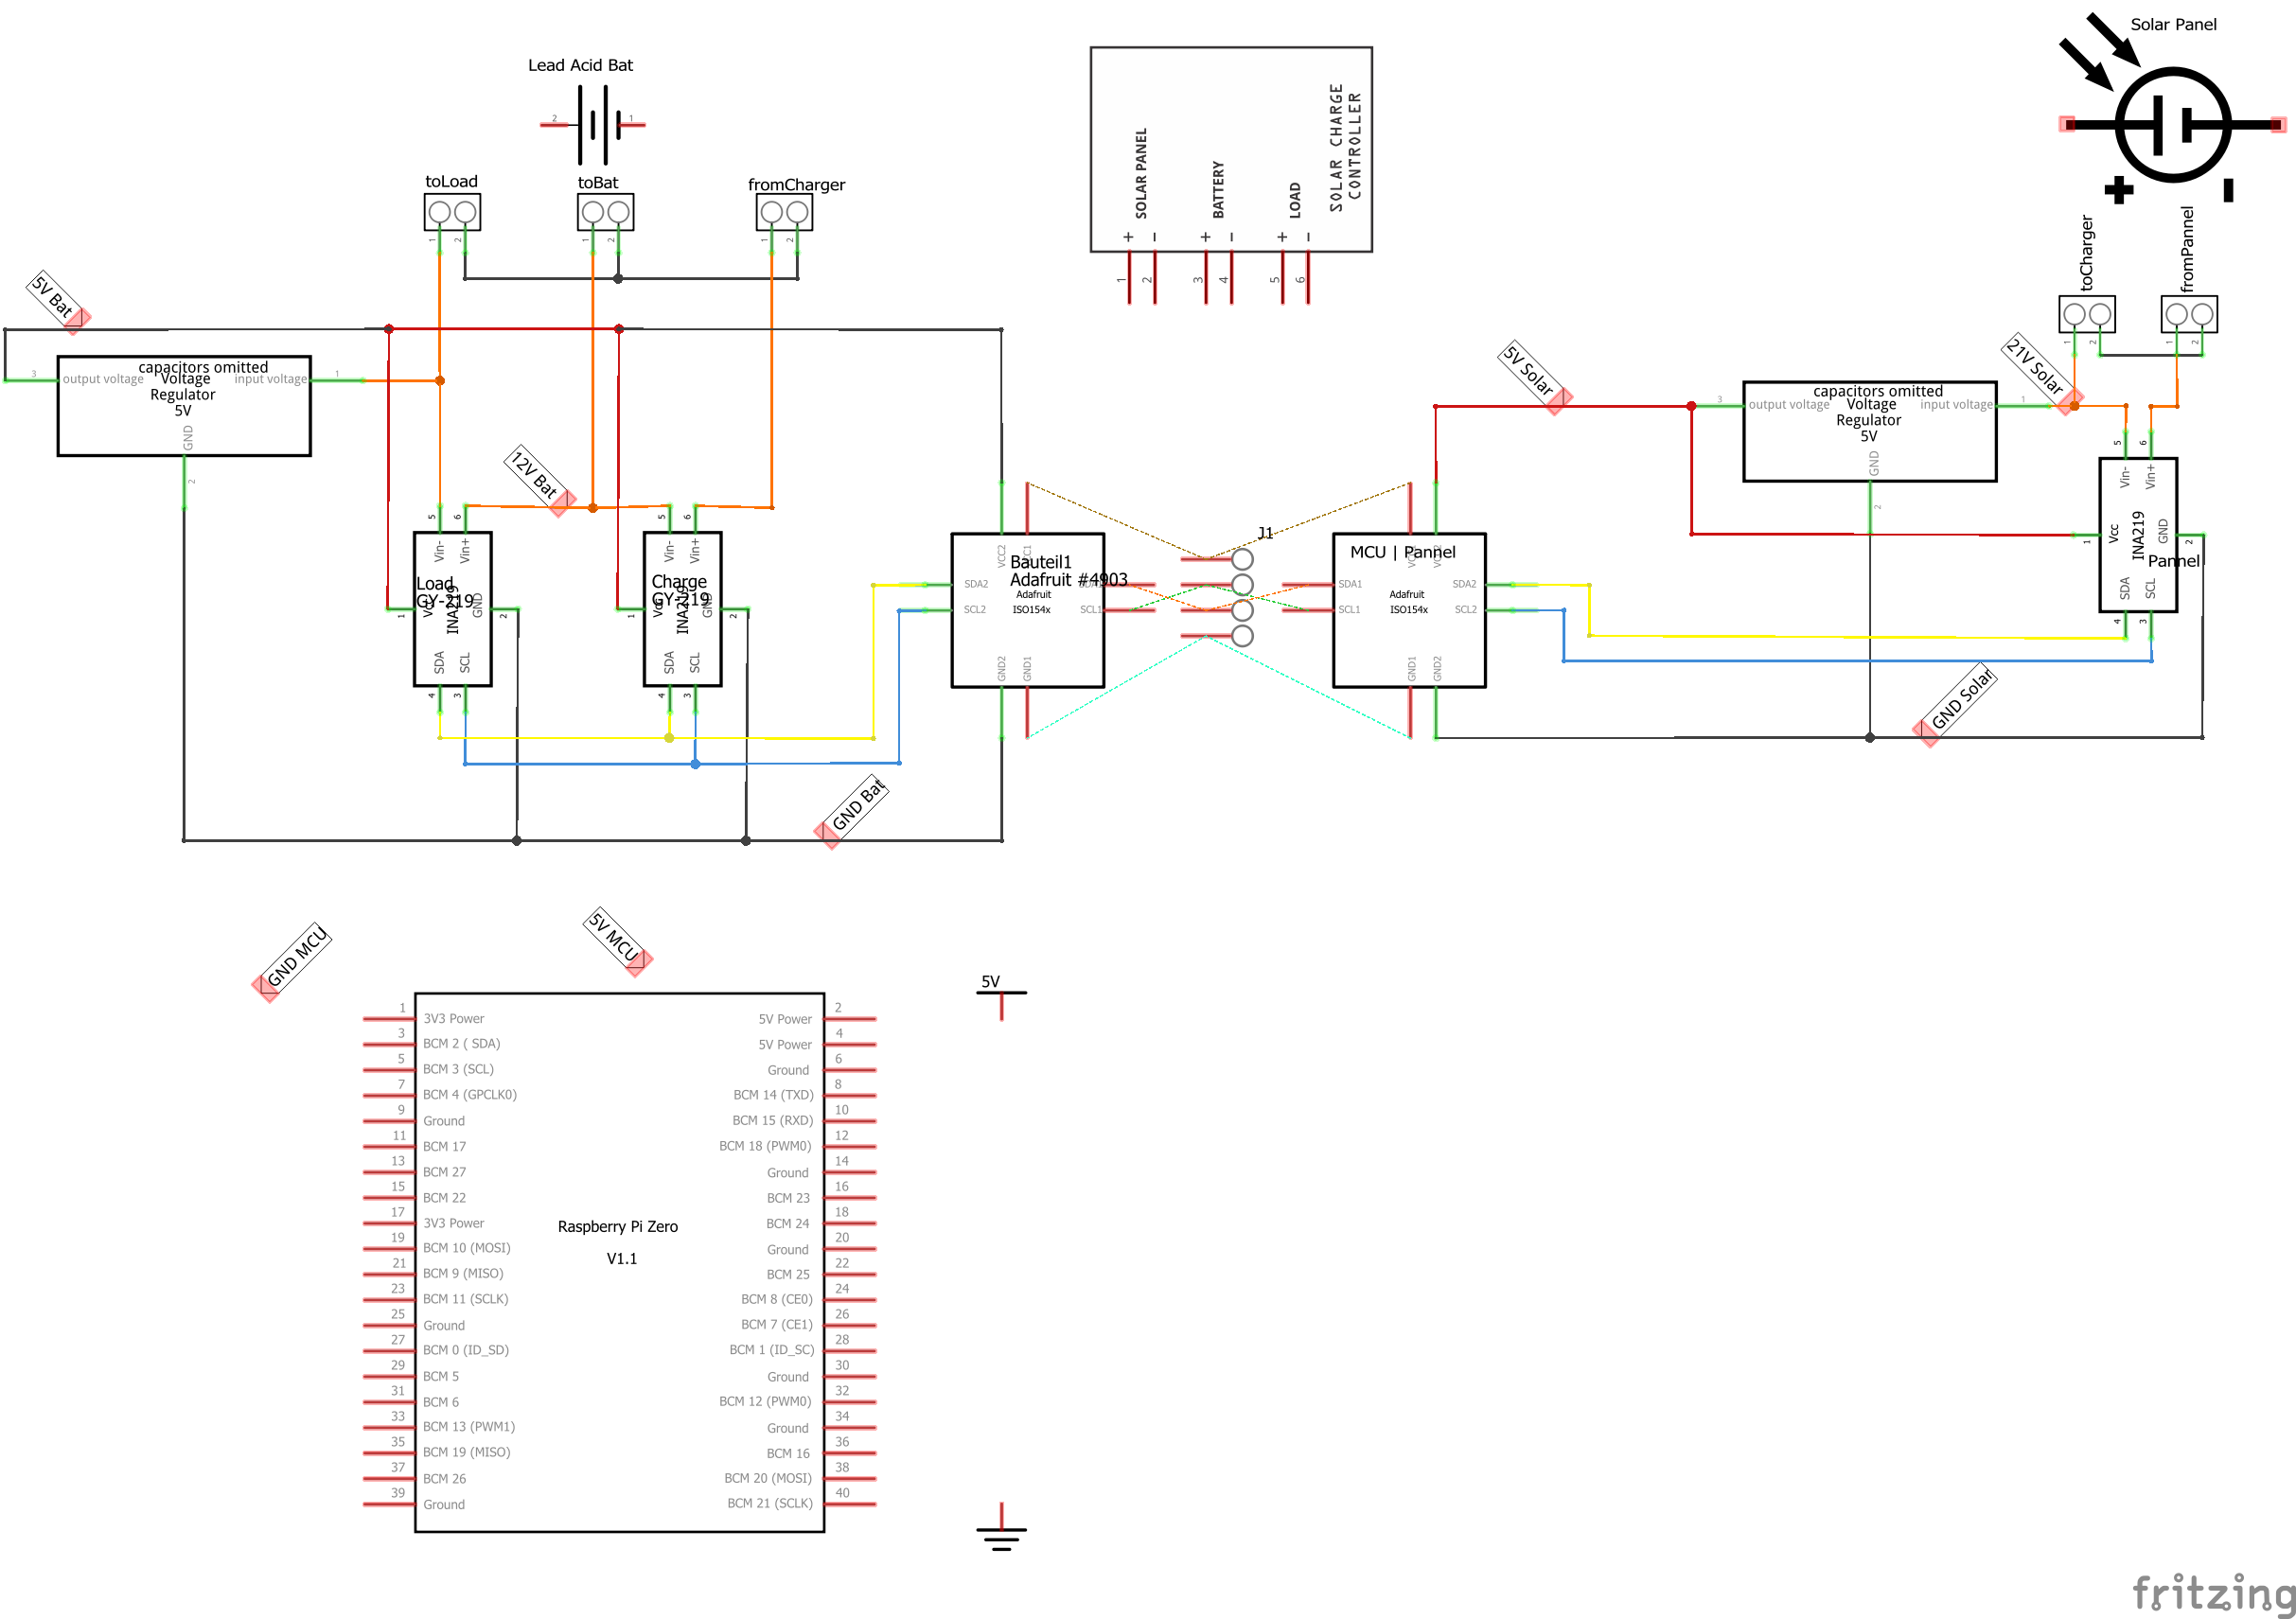 Solar Panel
Lead Acid Bat
2
1
SOLAR CHARGE
CONTROLLER
SOLAR PANEL
BATTERY
LOAD
+
-
+
-
+
-
1
2
3
4
5
6
toLoad
toBat
fromCharger
1
2
1
2
1
2
toCharger
fromPannel
1
2
1
2
5V Bat
capacitors omitted
3
output voltage
Voltage
input voltage
1
Regulator
5V
GND
2
12V Bat
5V Solar
21V Solar
capacitors omitted
3
output voltage
Voltage
input voltage
1
Regulator
5V
GND
2
5
6
Vin-
Vin+
Load
GY-219
INA219
GND
1
2
SDA
SCL
4
3
5
6
Vin-
Vin+
Charge
GY-219
INA219
GND
1
2
SDA
SCL
4
3
VCC2
Bauteil1
Adafruit #4903
Adafruit
ISO154x
SDA2
SCL2
SCL1
GND2
GND1
J1
MCU | Pannel
Adafruit
ISO154x
SDA1
SCL1
SDA2
SCL2
GND1
GND2
5
6
Vin-
Vin+
Vcc
INA219
GND
1
2
Pannel
SDA
SCL
4
3
GND Solar
GND Bat
GND MCU
5V MCU
5V
1
3V3 Power
5V Power
2
3
BCM 2 ( SDA)
5V Power
4
5
BCM 3 (SCL)
Ground
6
7
BCM 4 (GPCLK0)
BCM 14 (TXD)
8
9
Ground
BCM 15 (RXD)
10
11
BCM 17
BCM 18 (PWM0)
12
13
BCM 27
Ground
14
15
BCM 22
BCM 23
16
17
3V3 Power
BCM 24
18
19
BCM 10 (MOSI)
Ground
20
21
BCM 9 (MISO)
BCM 25
22
23
BCM 11 (SCLK)
BCM 8 (CE0)
24
25
Ground
BCM 7 (CE1)
26
27
BCM 0 (ID_SD)
BCM 1 (ID_SC)
28
29
BCM 5
Ground
30
31
BCM 6
BCM 12 (PWM0)
32
33
BCM 13 (PWM1)
Ground
34
35
BCM 19 (MISO)
BCM 16
36
37
BCM 26
BCM 20 (MOSI)
38
39
Ground
BCM 21 (SCLK)
40
Raspberry Pi Zero
V1.1
fritzing